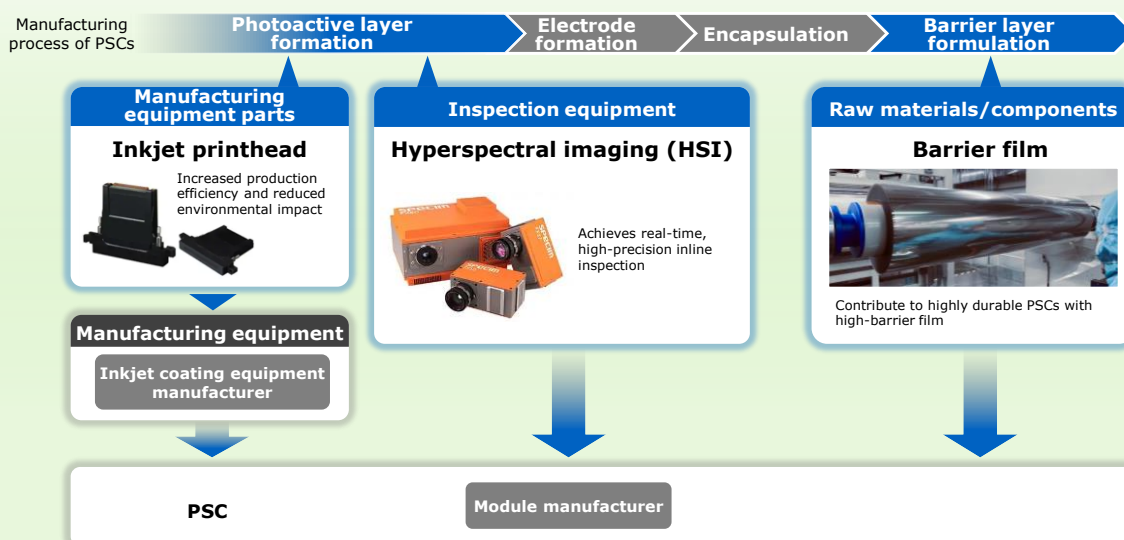 Manufacturing
process of PSCs
Photoactive layer
formation
Electrode
formation
Encapsulation
Barrier layer
formulation
Manufacturing
equipment parts
Inkjet printhead
Increased production
efficiency and reduced
environmental impact
Manufacturing equipment
Inkjet coating equipment
manufacturer
Inspection equipment
Hyperspectral imaging (HSI)
SPECIM
SPECIM
Achieves real-time,
high-precision inline
inspection
Raw materials/components
Barrier film
Contribute to highly durable PSCs with
high-barrier film
PSC
Module manufacturer